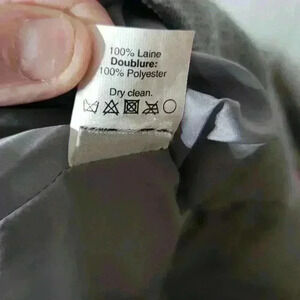 100% Laine
Doublure:
100% Polyester
Dry clean.